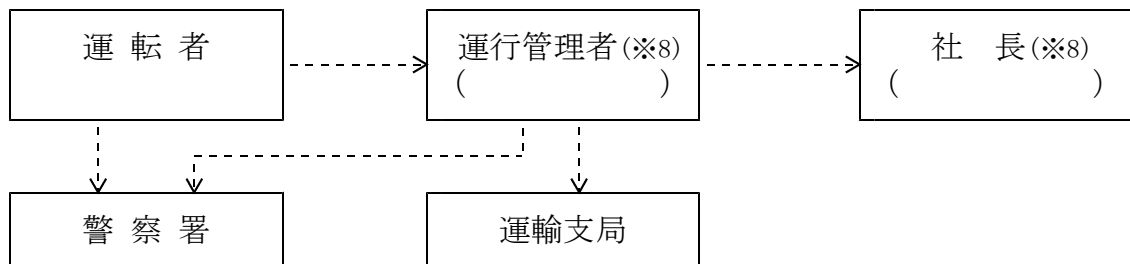 運 転 者
運行管理者(※8)
(　　　　　)
社　長(※8)
(　　　　　)
警 察 署
運輸支局